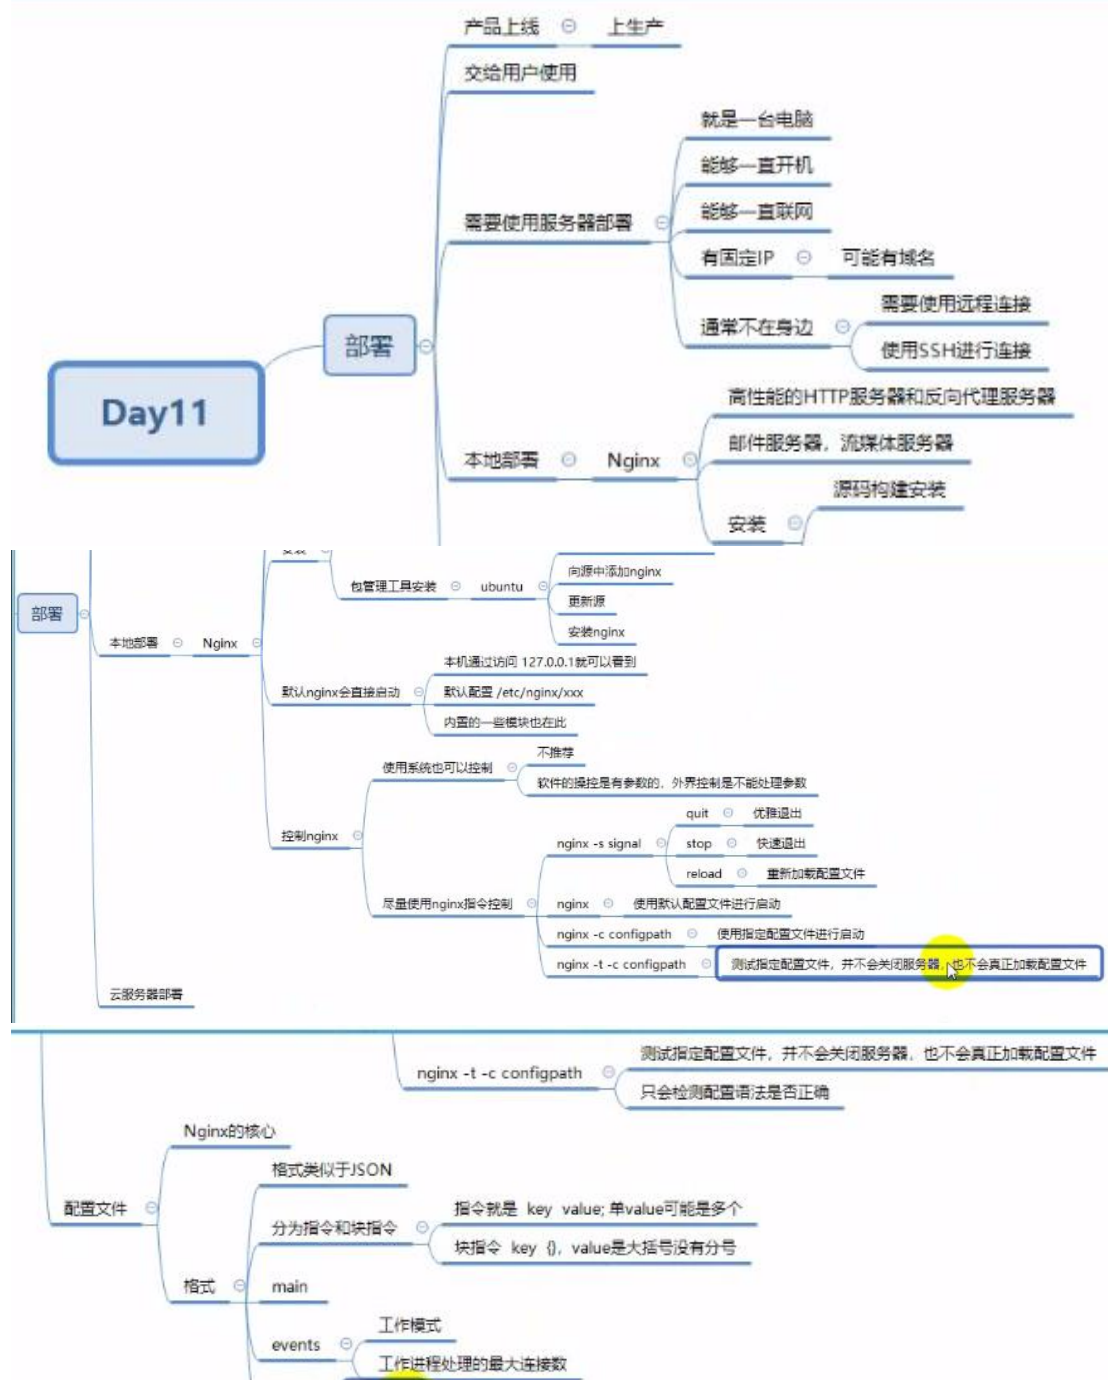 产品上线
上生产
交给用户使用
就是一台电脑
能够一直开机
能够一直联网
需要使用服务器部署
有固定IP
可能有域名
需要使用远程连接
通常不在身边
使用SSH进行连接
部署
Day11
高性能的HTTP服务器和反向代理服务器
邮件服务器，流媒体服务器
本地部署
Nginx
源码构建安装
安装
向源中添加nginx
包管理工具安装
ubuntu
更新源
部署
安装nginx
本地部署
Nginx
本机通过访问 127.0.0.1就可以看到
默认nginx会直接启动
默认配置 /etc/nginx/xxx
内置的一些模块也在此
不推荐
使用系统也可以控制
软件的操控是有参数的，外界控制是不能处理参数
quit
优雅退出
控制nginx
nginx -s signal
stop
快速退出
reload
重新加载配置文件
尽量使用nginx指令控制
nginx
使用默认配置文件进行启动
nginx -c configpath
使用指定配置文件进行启动
nginx -t -c configpath
测试指定配置文件，并不会关闭服务器，也不会真正加载配置文件
云服务器部署
测试指定配置文件，并不会关闭服务器，也不会真正加载配置文件
nginx -t -c configpath
只会检测配置语法是否正确
Nginx的核心
格式类似于JSON
配置文件
指令就是 key value; 单value可能是多个
分为指令和块指令
块指令 key {}，value是大括号没有分号
格式
main
工作模式
events
工作进程处理的最大连接数